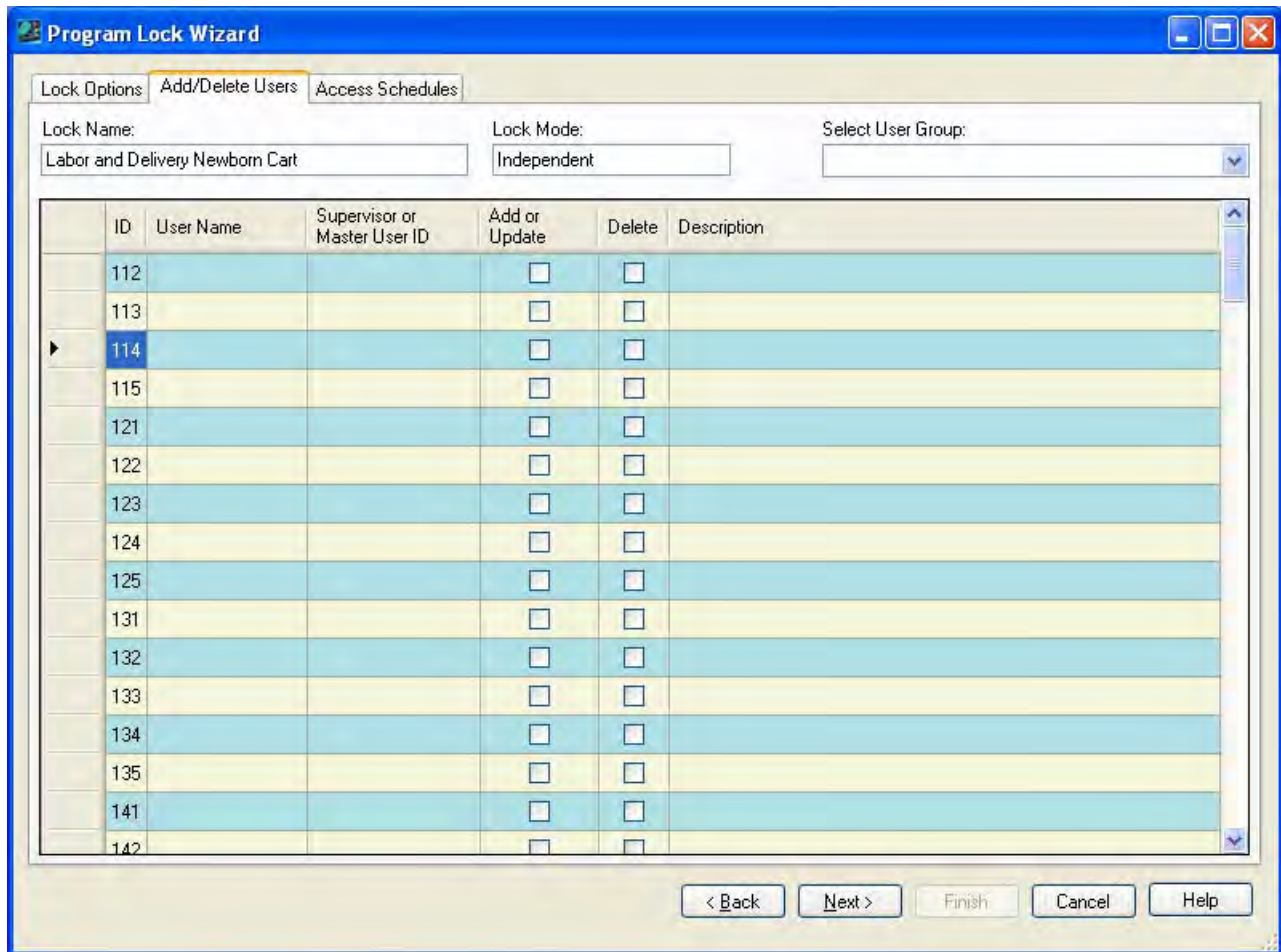 Program Lock Wizard
Lock Options Add/Delete Users Access Schedules
Lock Name: Lock Mode: Select User Group:
Labor and Delivery Newborn Cart Independent
ID User Name Supervisor or Master User ID Add or Update Delete Description
112
113
114
115
121
122
123
124
125
131
132
133
134
135
141
142
< Back Next > Finish Cancel Help